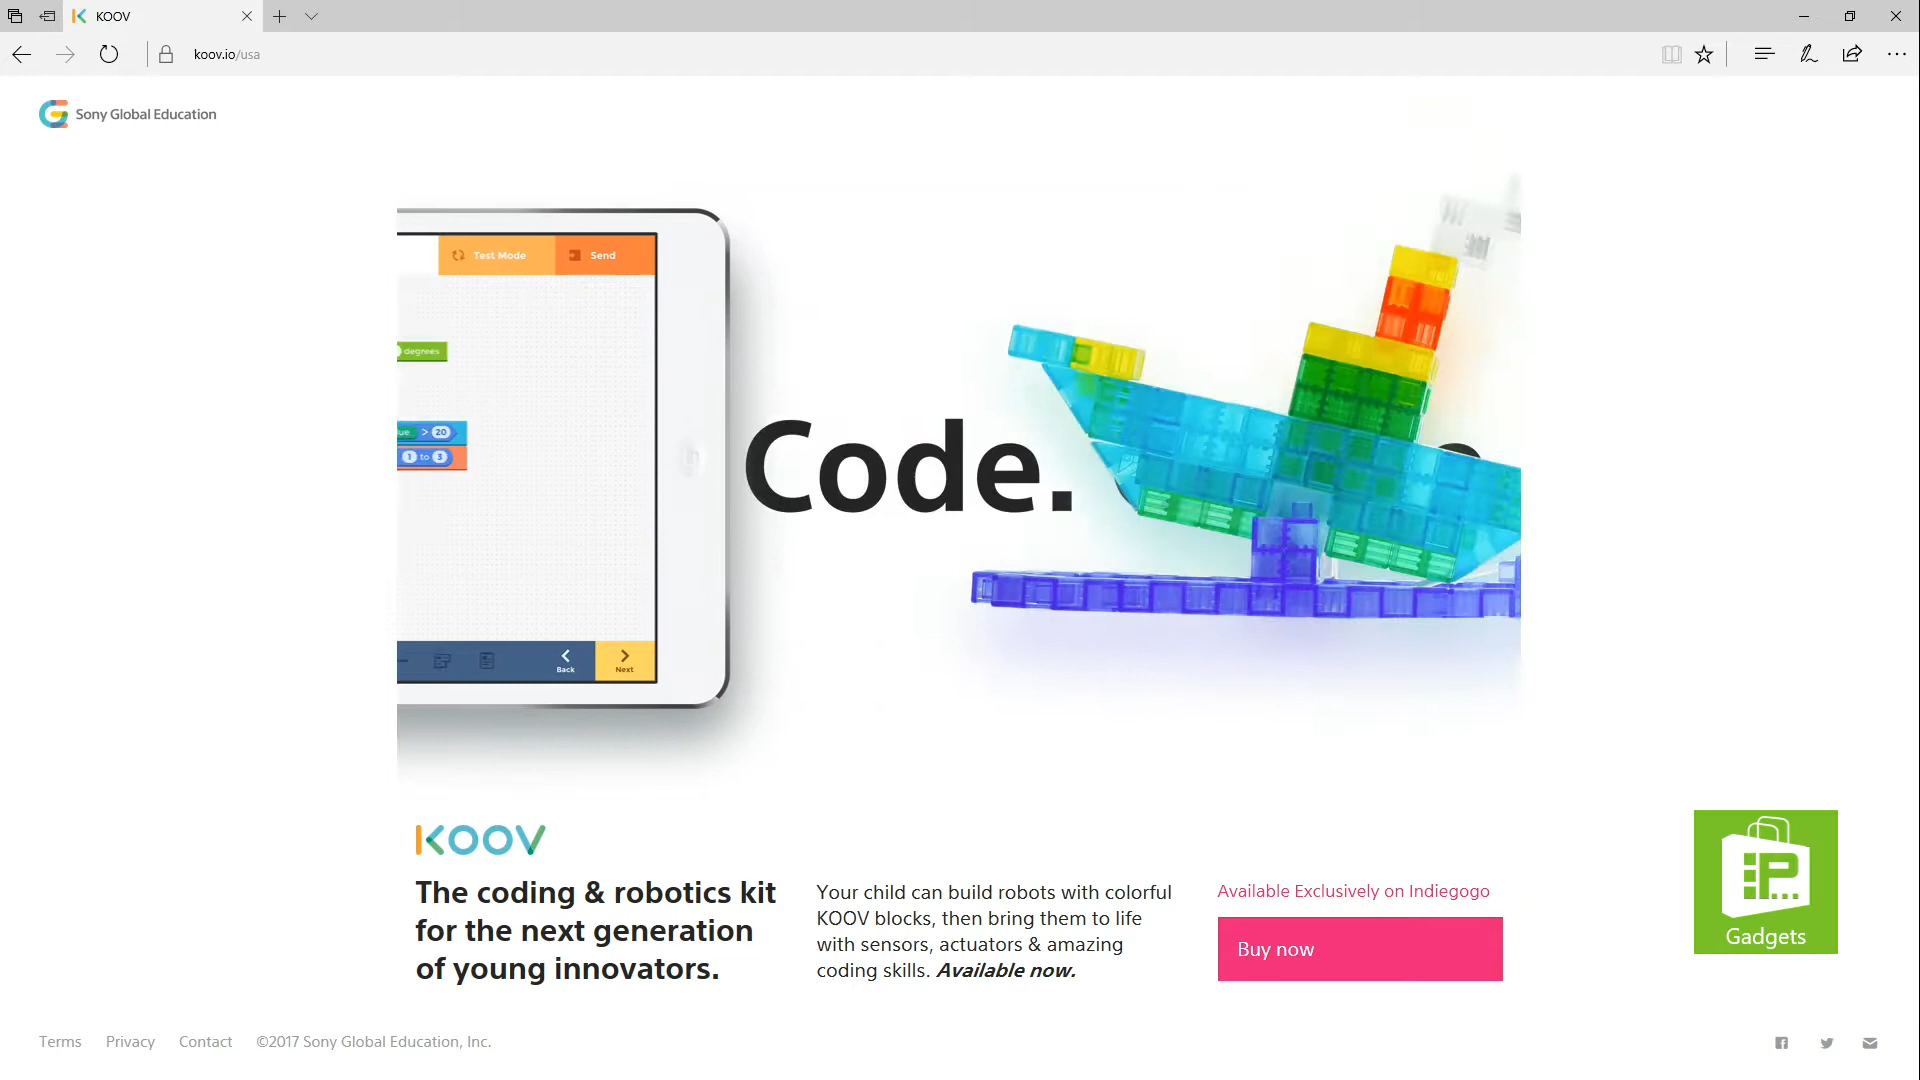 KOOV
koov.io/usa
Sony Global Education
Test Mode
Send
degrees
ue > 20
1 to 3
Code.
Back
Next
KOOV
The coding & robotics kit
for the next generation
of young innovators.
Your child can build robots with colorful
KOOV blocks, then bring them to life
with sensors, actuators & amazing
coding skills. Available now.
Available Exclusively on Indiegogo
Buy now
P...
Gadgets
Terms
Privacy
Contact
©2017 Sony Global Education, Inc.